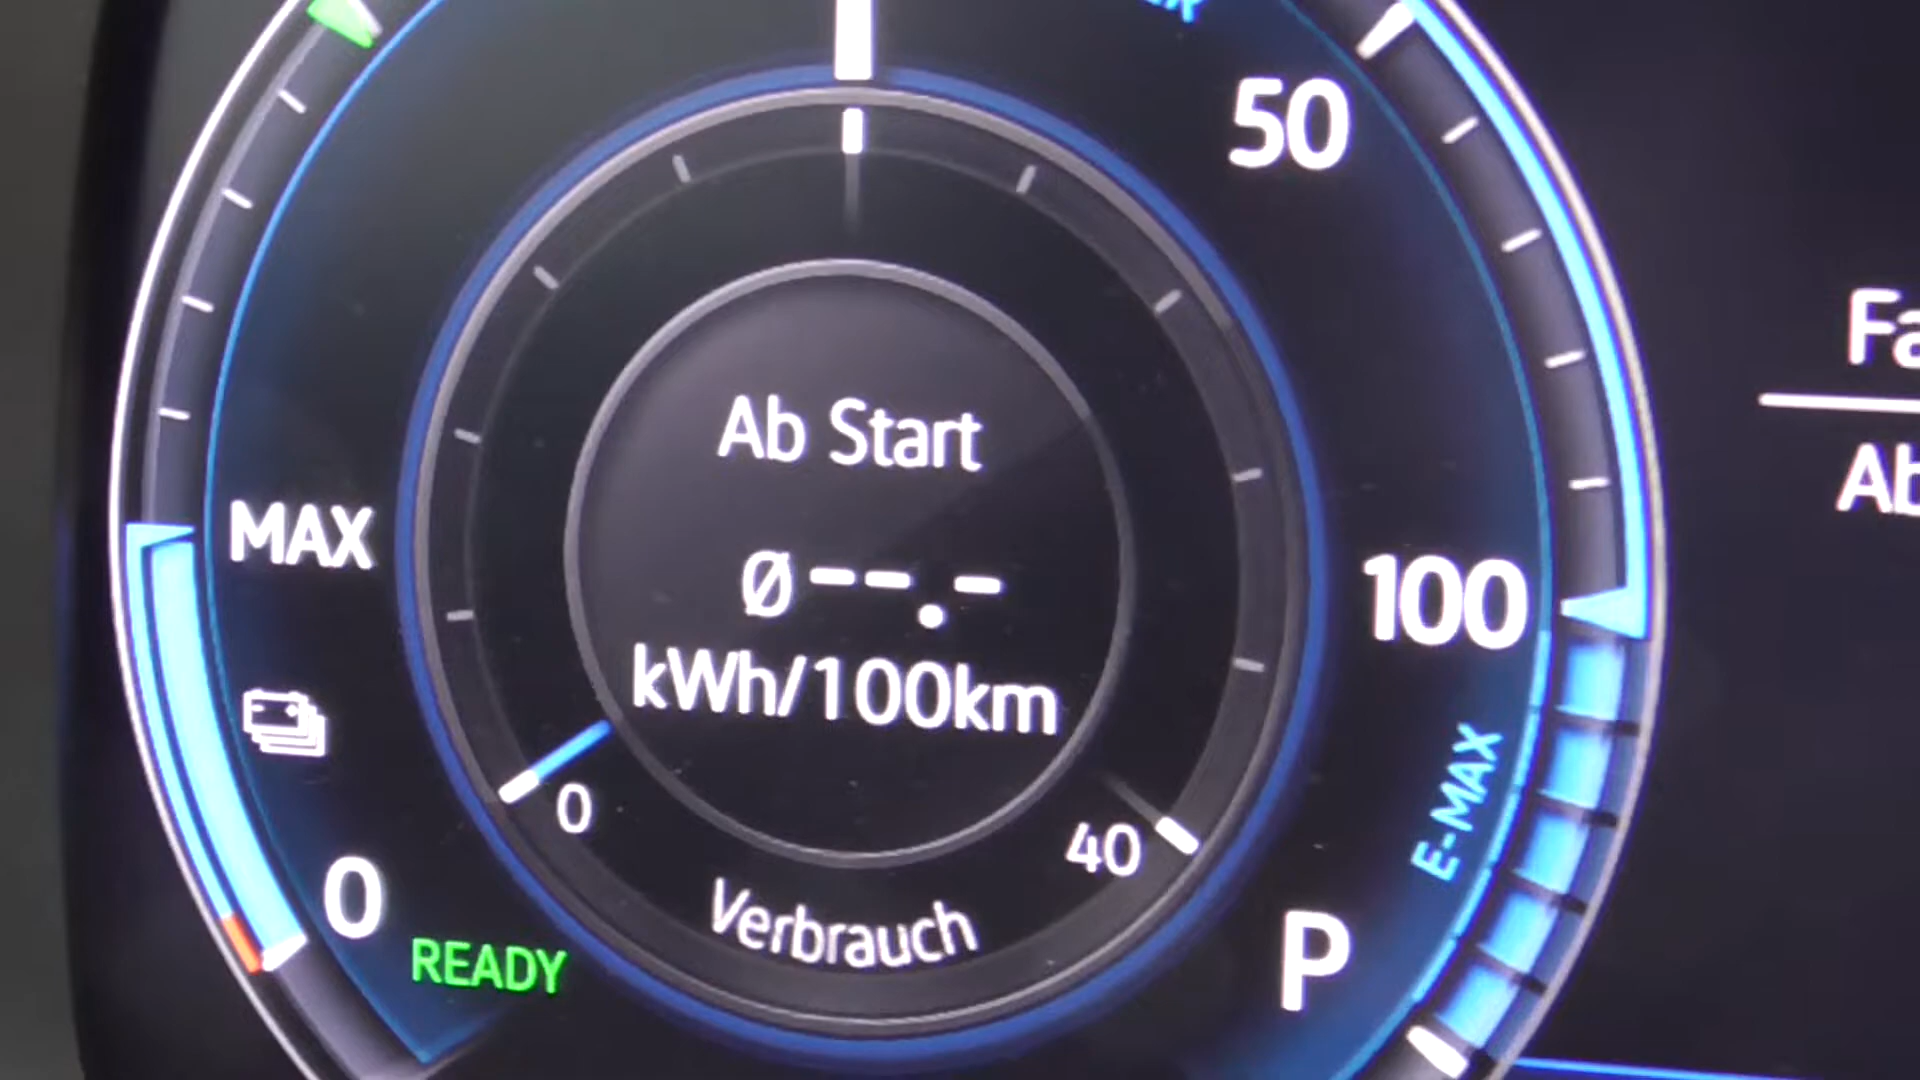 50
Ab Start
Ø--.-
kWh/100km
MAX
100
E-MAX
0
40
Verbrauch
0
READY
P